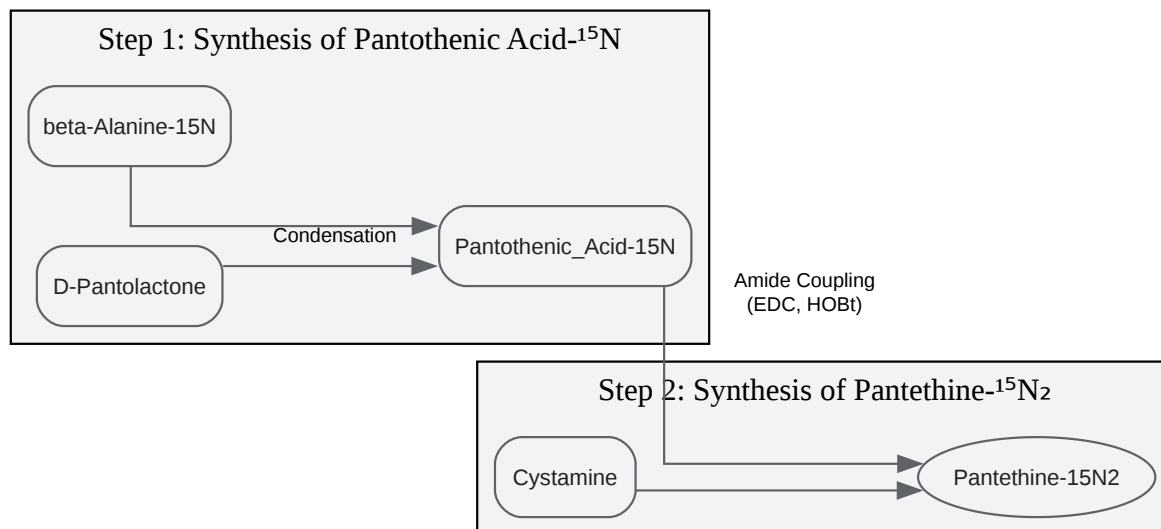 Step 1: Synthesis of Pantothenic Acid-¹⁵N
beta-Alanine-15N
Condensation
Pantothenic_Acid-15N
D-Pantolactone
Amide Coupling
(EDC, HOBt)
Step 2: Synthesis of Pantethine-¹⁵N₂
Cystamine
Pantethine-15N2